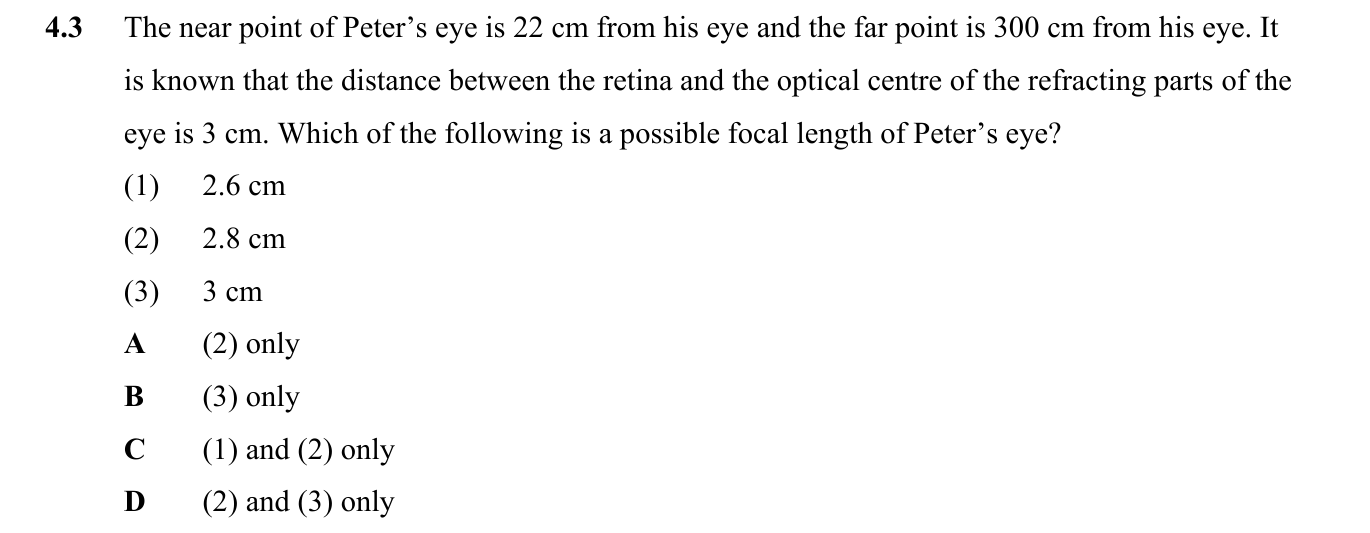 4.3 The near point of Peter’s eye is 22 cm from his eye and the far point is 300 cm from his eye. It
is known that the distance between the retina and the optical centre of the refracting parts of the
eye is 3 cm. Which of the following is a possible focal length of Peter’s eye?
(1) 2.6 cm
(2) 2.8 cm
(3) 3 cm
A (2) only
B (3) only
C (1) and (2) only
D (2) and (3) only